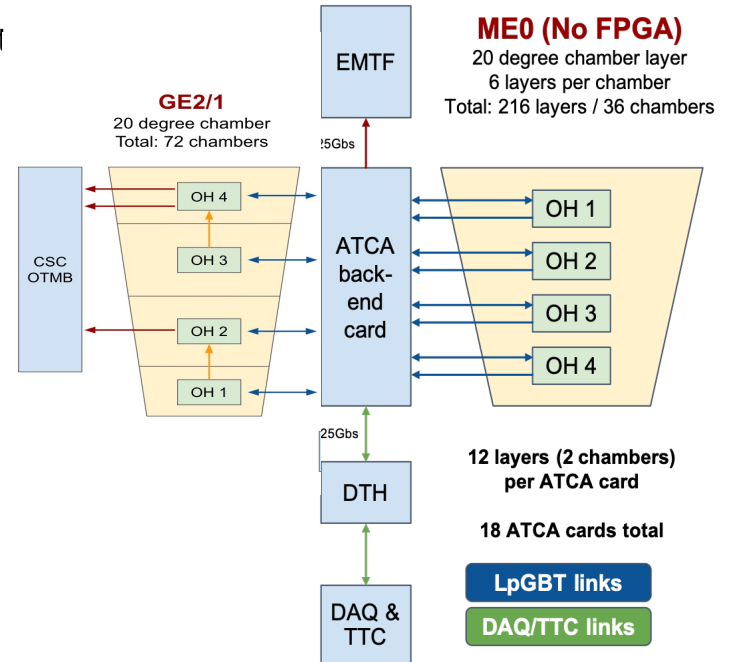 EMTF
ME0 (No FPGA)
20 degree chamber layer
6 layers per chamber
Total: 216 layers / 36 chambers
GE2/1
20 degree chamber
Total: 72 chambers
25Gbs
CSC
OTMB
OH 4
OH 3
OH 2
OH 1
ATCA
back-
end
card
OH 1
OH 2
OH 3
OH 4
25Gbs
DTH
12 layers (2 chambers)
per ATCA card
18 ATCA cards total
LpGBT links
DAQ/TTC links
DAQ &
TTC